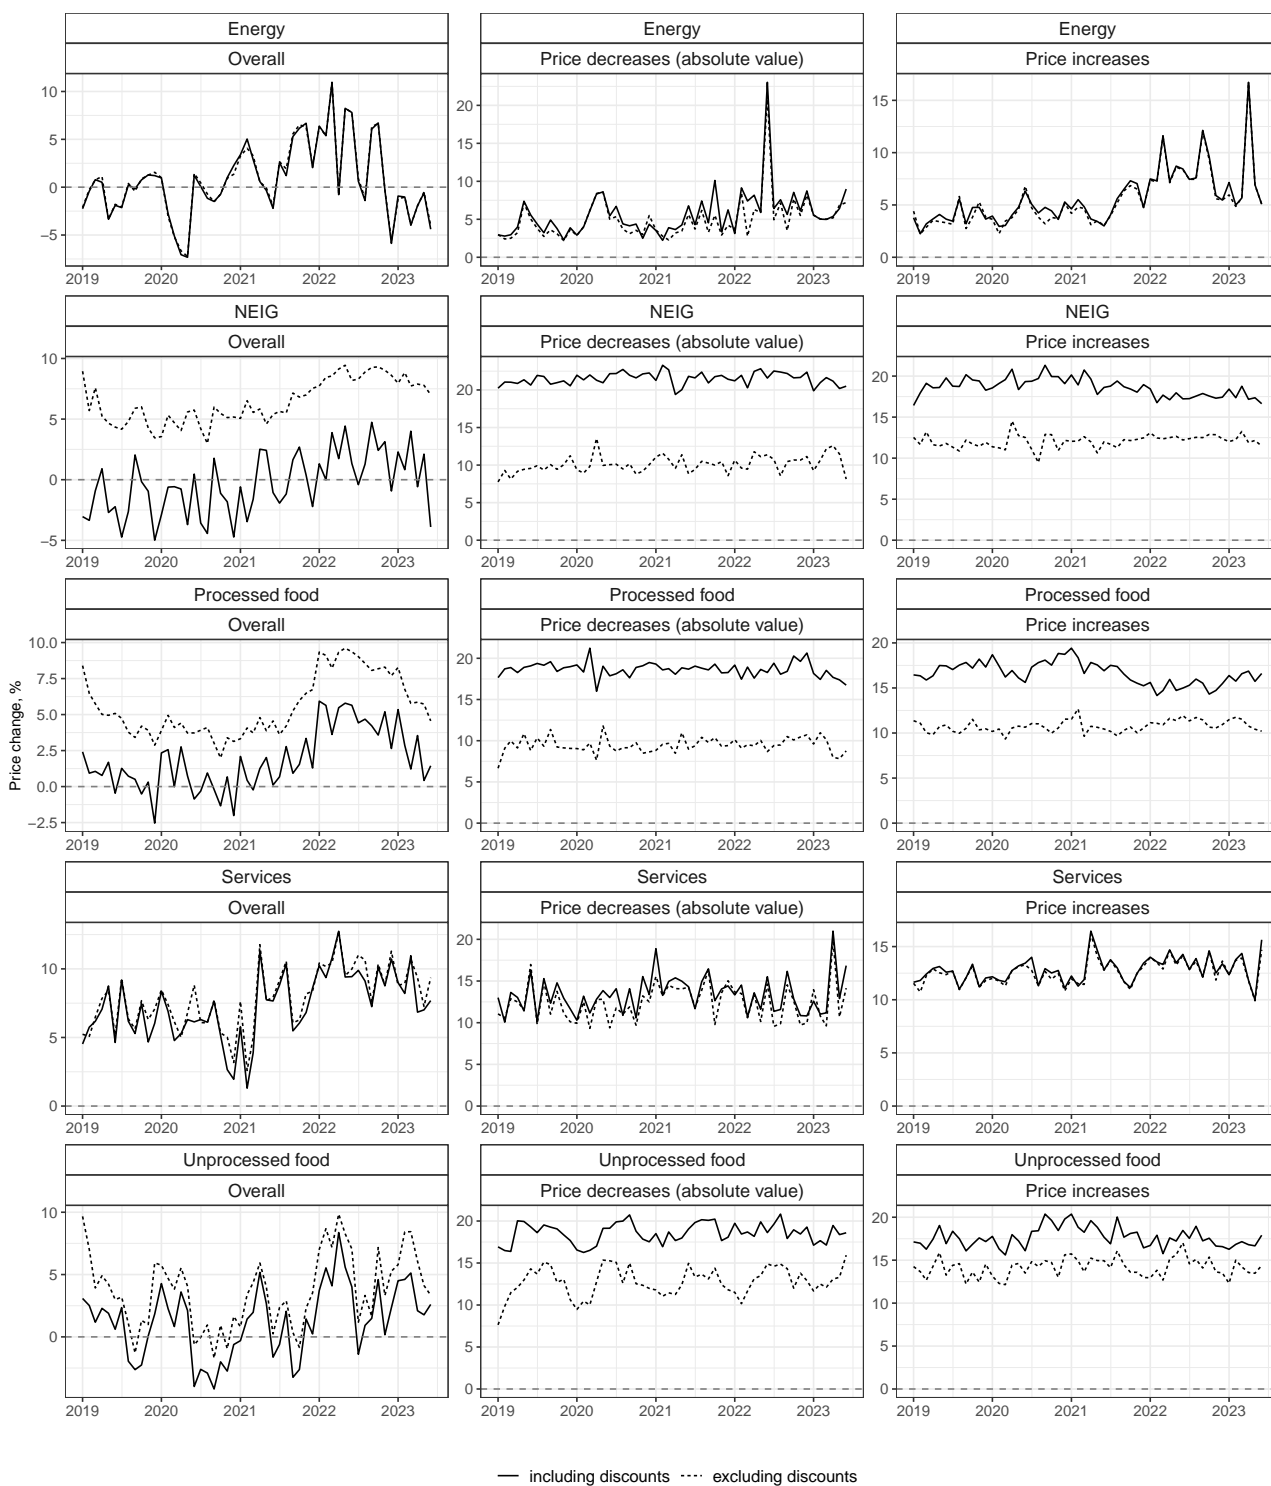 Energy Energy Energy
Overall Price decreases (absolute value) Price increases
10 5 0 −5
20 15 10 5 0
15 10 5 0
2019 2020 2021 2022 2023 2019 2020 2021 2022 2023 2019 2020 2021 2022 2023
NEIG NEIG NEIG
Overall Price decreases (absolute value) Price increases
10 5 0 −5
20 15 10 5 0
20 15 10 5 0
2019 2020 2021 2022 2023 2019 2020 2021 2022 2023 2019 2020 2021 2022 2023
Processed food Processed food Processed food
Overall Price decreases (absolute value) Price increases
Price change, %
10.0 7.5 5.0 2.5 0.0 −2.5
20 15 10 5 0
20 15 10 5 0
2019 2020 2021 2022 2023 2019 2020 2021 2022 2023 2019 2020 2021 2022 2023
Services Services Services
Overall Price decreases (absolute value) Price increases
10 5 0
20 15 10 5 0
15 10 5 0
2019 2020 2021 2022 2023 2019 2020 2021 2022 2023 2019 2020 2021 2022 2023
Unprocessed food Unprocessed food Unprocessed food
Overall Price decreases (absolute value) Price increases
10 5 0
20 15 10 5 0
20 15 10 5 0
2019 2020 2021 2022 2023 2019 2020 2021 2022 2023 2019 2020 2021 2022 2023
including discounts excluding discounts